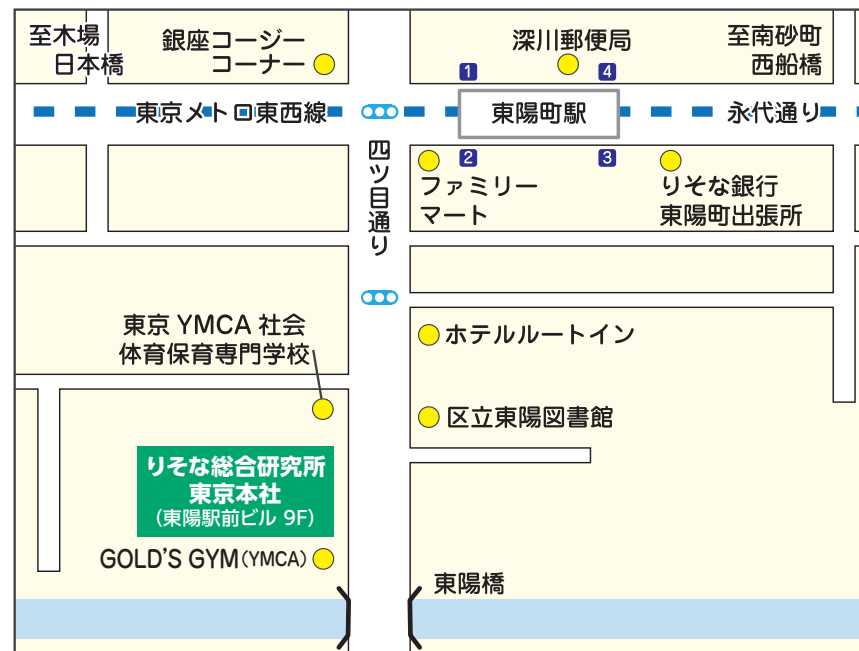 至木場
日本橋
銀座コージー
コーナー
深川郵便局
至南砂町
西船橋
1
4
東京メトロ東西線
東陽町駅
永代通り
四ツ目通り
2
3
ファミリー
マート
りそな銀行
東陽町出張所
東京 YMCA 社会
体育保育専門学校
ホテルルートイン
区立東陽図書館
りそな総合研究所
東京本社
(東陽駅前ビル 9F)
GOLD'S GYM(YMCA)
東陽橋